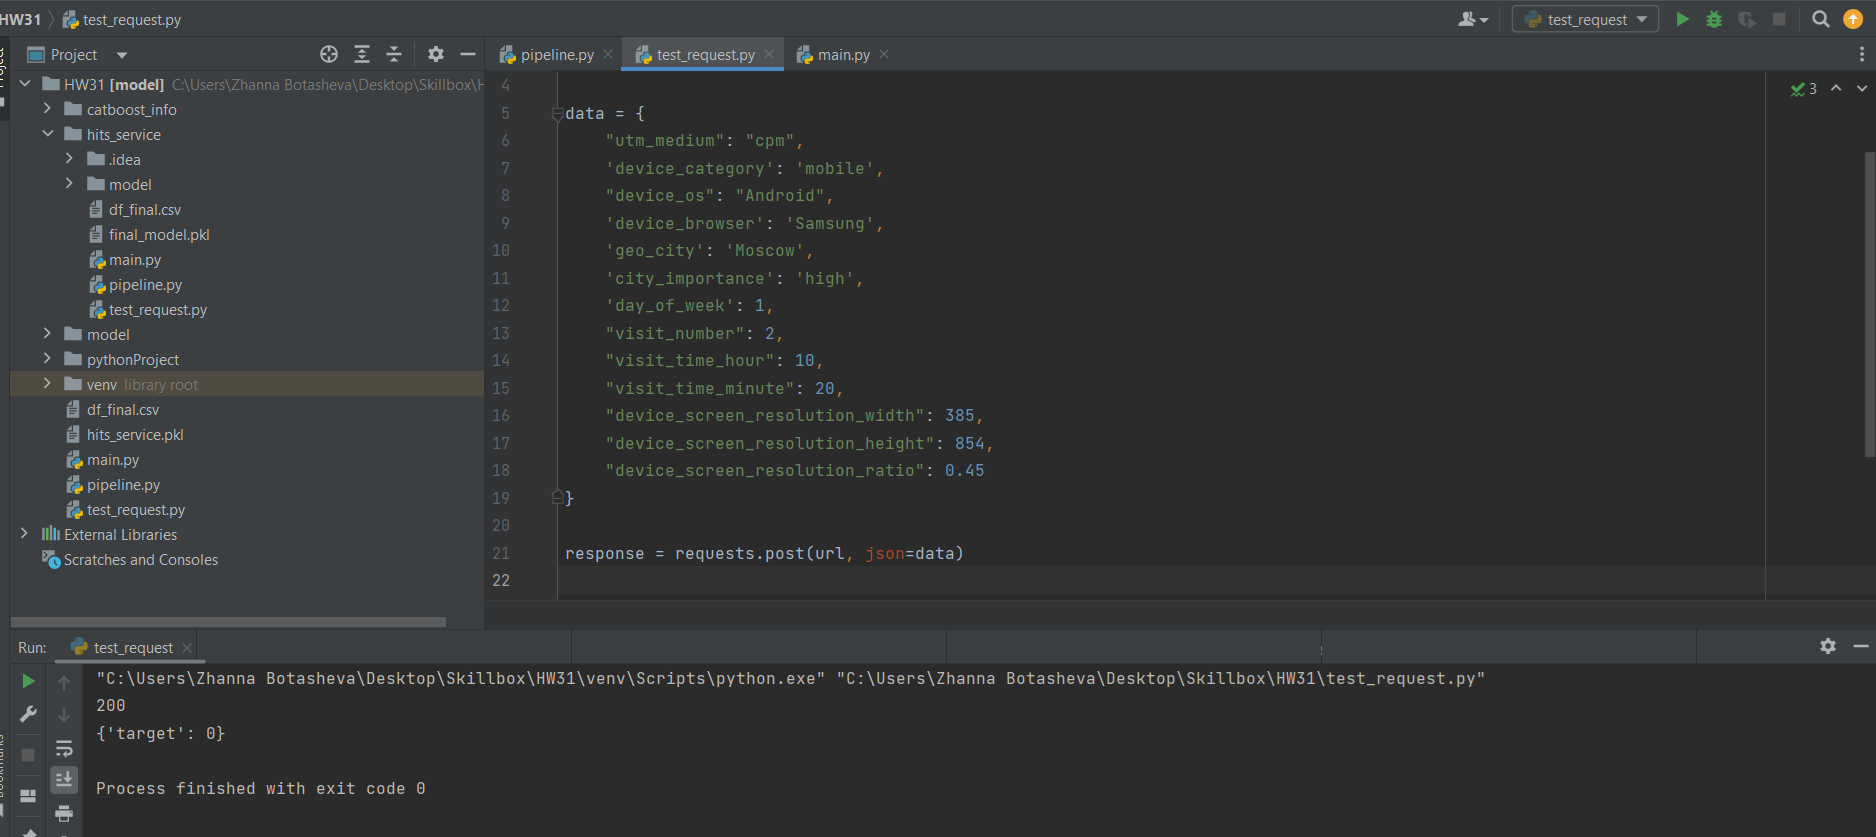 HW31 test_request.py
test_request
Project
pipeline.py
test_request.py
main.py
HW31 [model] C:\Users\Zhanna Botasheva\Desktop\Skillbox\H
catboost_info
hits_service
.idea
model
df_final.csv
final_model.pkl
main.py
pipeline.py
test_request.py
model
pythonProject
venv library root
df_final.csv
hits_service.pkl
main.py
pipeline.py
test_request.py
External Libraries
Scratches and Consoles
3
4
5 data = {
6 "utm_medium": "cpm",
7 'device_category': 'mobile',
8 "device_os": "Android",
9 'device_browser': 'Samsung',
10 'geo_city': 'Moscow',
11 'city_importance': 'high',
12 'day_of_week': 1,
13 "visit_number": 2,
14 "visit_time_hour": 10,
15 "visit_time_minute": 20,
16 "device_screen_resolution_width": 385,
17 "device_screen_resolution_height": 854,
18 "device_screen_resolution_ratio": 0.45
19 }
20
21 response = requests.post(url, json=data)
22
Run: test_request
"C:\Users\Zhanna Botasheva\Desktop\Skillbox\HW31\venv\Scripts\python.exe" "C:\Users\Zhanna Botasheva\Desktop\Skillbox\HW31\test_request.py"
200
{'target': 0}
Process finished with exit code 0